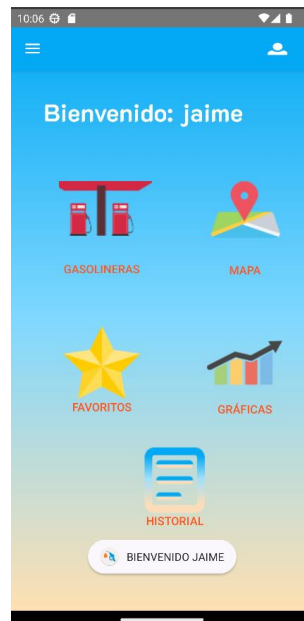 10:06
Bienvenido: jaime
GASOLINERAS
MAPA
FAVORITOS
GRÁFICAS
HISTORIAL
BIENVENIDO JAIME